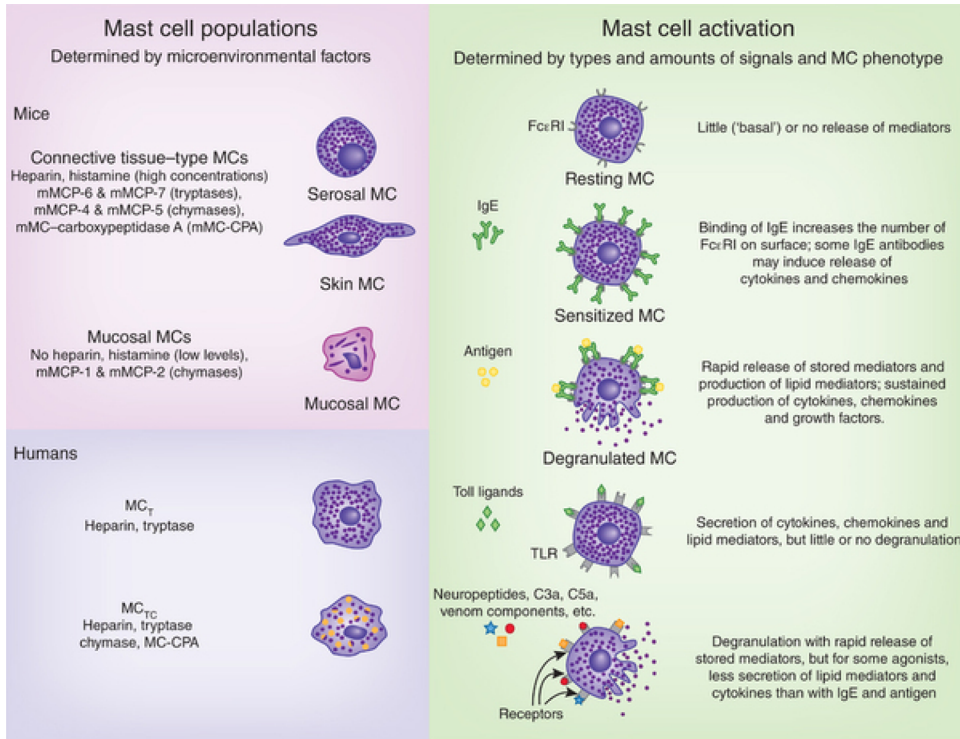 Mast cell populations
Determined by microenvironmental factors
Mice
Connective tissue–type MCs
Heparin, histamine (high concentrations)
mMCP-6 & mMCP-7 (tryptases),
mMCP-4 & mMCP-5 (chymases),
mMC–carboxypeptidase A (mMC-CPA)
Serosal MC
Skin MC
Mucosal MCs
No heparin, histamine (low levels),
mMCP-1 & mMCP-2 (chymases)
Mucosal MC
Humans
MC_T
Heparin, tryptase
MC_TC
Heparin, tryptase
chymase, MC-CPA
Mast cell activation
Determined by types and amounts of signals and MC phenotype
FcεRI
Resting MC
Little (‘basal’) or no release of mediators
IgE
Sensitized MC
Binding of IgE increases the number of
FcεRI on surface; some IgE antibodies
may induce release of
cytokines and chemokines
Antigen
Degranulated MC
Rapid release of stored mediators and
production of lipid mediators; sustained
production of cytokines, chemokines
and growth factors.
Toll ligands
TLR
Secretion of cytokines, chemokines and
lipid mediators, but little or no degranulation
Neuropeptides, C3a, C5a,
venom components, etc.
Receptors
Degranulation with rapid release of
stored mediators, but for some agonists,
less secretion of lipid mediators and
cytokines than with IgE and antigen